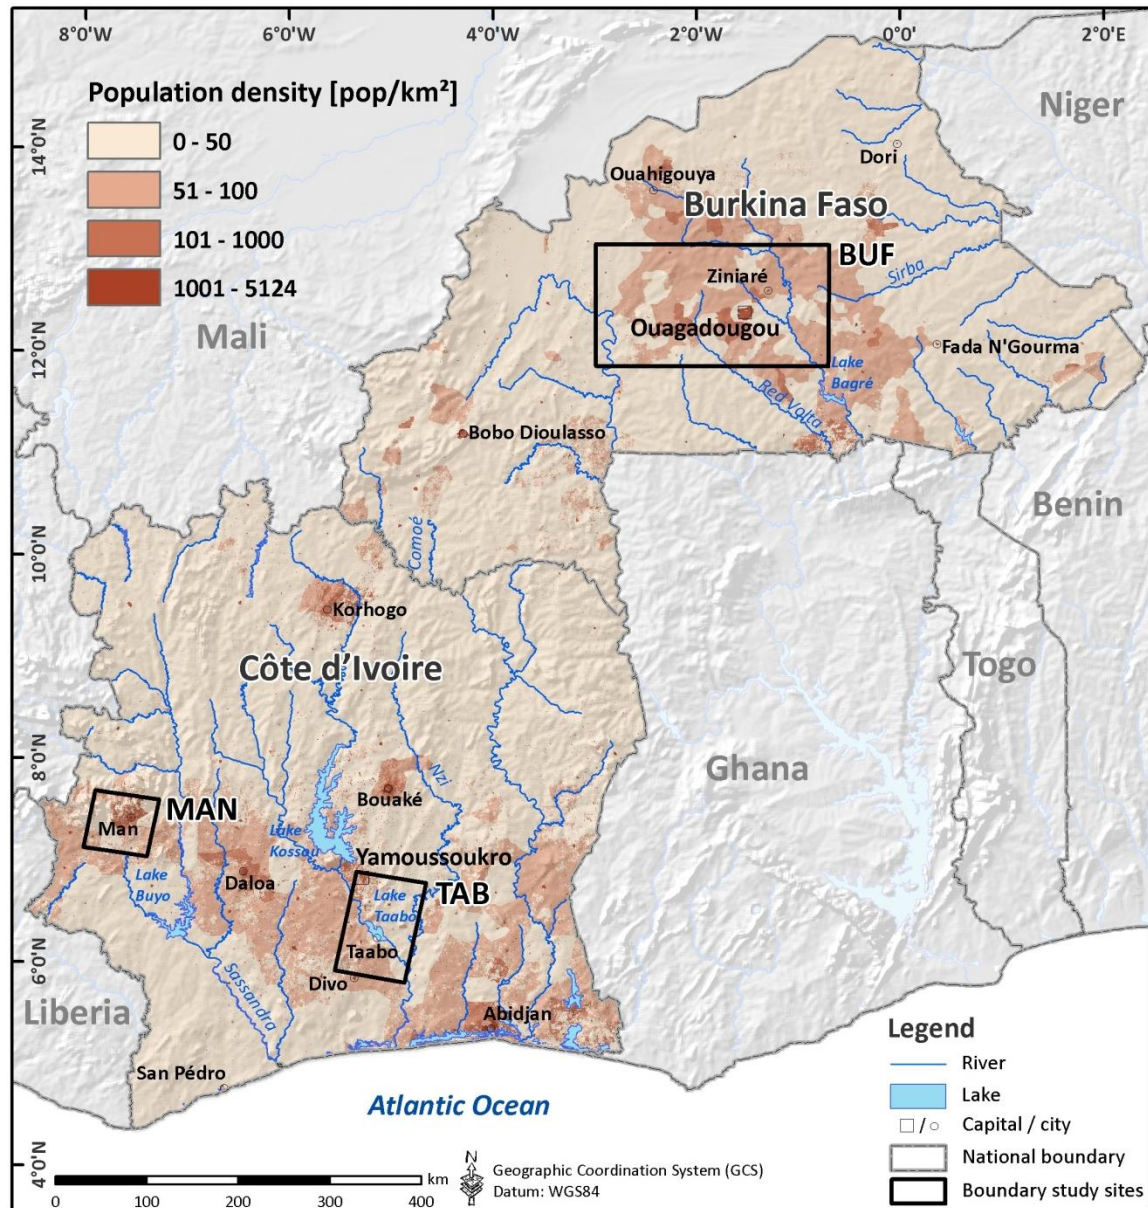 8°0'W
6°0'W
4°0'W
2°0'W
0°0'
2°0'E
Population density [pop/km²]
0 - 50
51 - 100
101 - 1000
1001 - 5124
14°0'N
12°0'N
10°0'N
8°0'N
6°0'N
4°0'N
Niger
Dori
Ouahigouya
Burkina Faso
BUF
Ziniaré
Sirba
Ouagadougou
Mali
Fada N'Gourma
Lake
Bagré
Red Volta
Bobo Dioulasso
Benin
Comoe
Korhogo
Côte d’Ivoire
Togo
Ghana
Nzi
Bouaké
MAN
Man
Lake
Kossou
Yamoussoukro
Lake
Buyo
Daloa
TAB
Lake
Taabo
Taabo
Divo
Sassandra
Liberia
Abidjan
San Pédro
Atlantic Ocean
Legend
River
Lake
Capital / city
National boundary
Boundary study sites
km
0 100 200 300 400
N
Geographic Coordination System (GCS)
Datum: WGS84